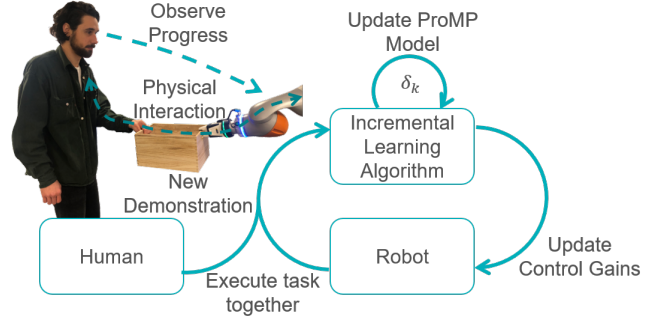 Observe
Progress
Update ProMP
Model
δk
Physical
Interaction
Incremental
Learning
Algorithm
New
Demonstration
Human
Robot
Update
Control Gains
Execute task
together